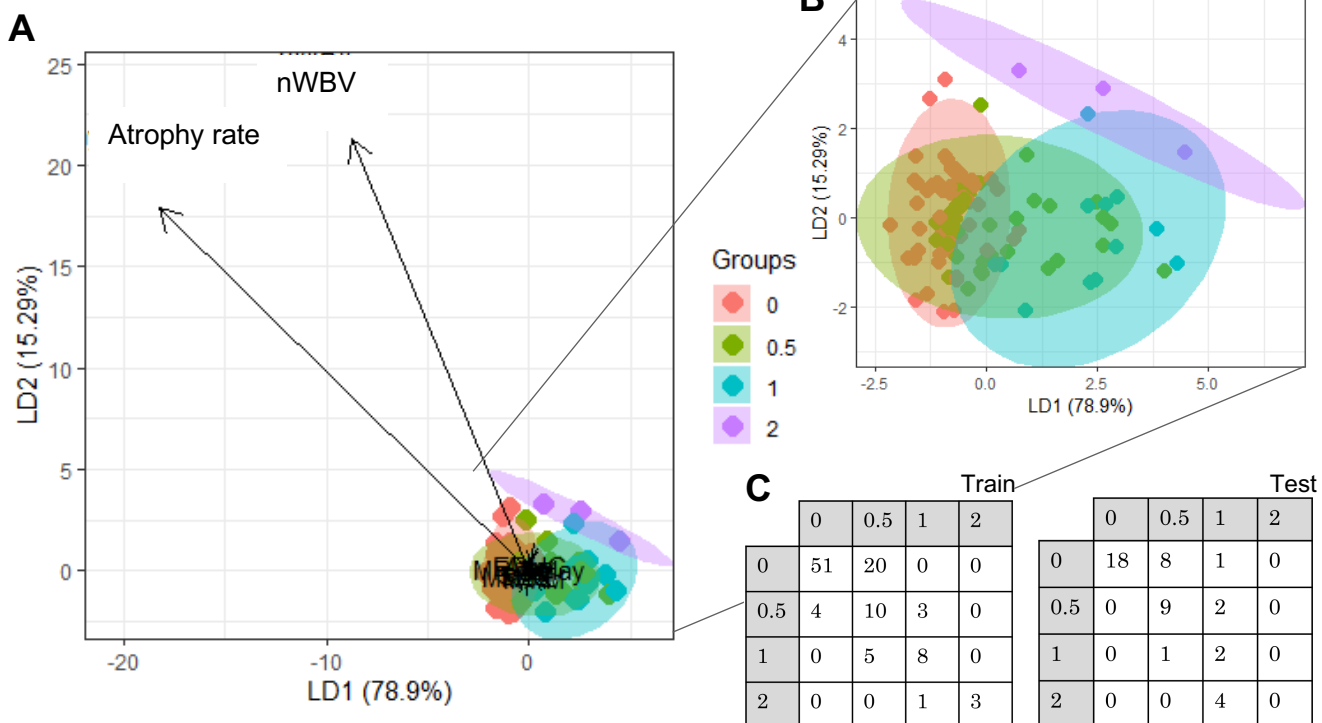 A
25
20
15
10
5
0
-20
-10
0
LD1 (78.9%)
LD2 (15.29%)
nWBV
Atrophy rate
Groups
0
0.5
1
2
B
4
2
0
-2
-2.5
0.0
2.5
5.0
LD1 (78.9%)
LD2 (15.29%)
C
Train
0 0.5 1 2
0 51 20 0 0
0.5 4 10 3 0
1 0 5 8 0
2 0 0 1 3
Test
0 0.5 1 2
0 18 8 1 0
0.5 0 9 2 0
1 0 1 2 0
2 0 0 4 0